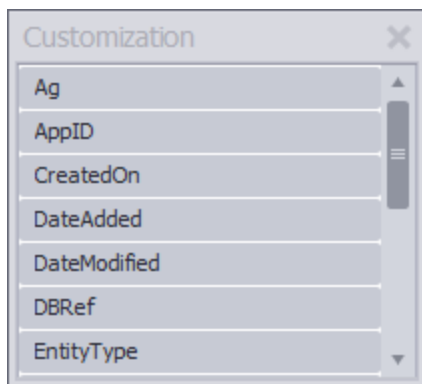 Customization
Ag
AppID
CreatedOn
DateAdded
DateModified
DBRef
EntityType